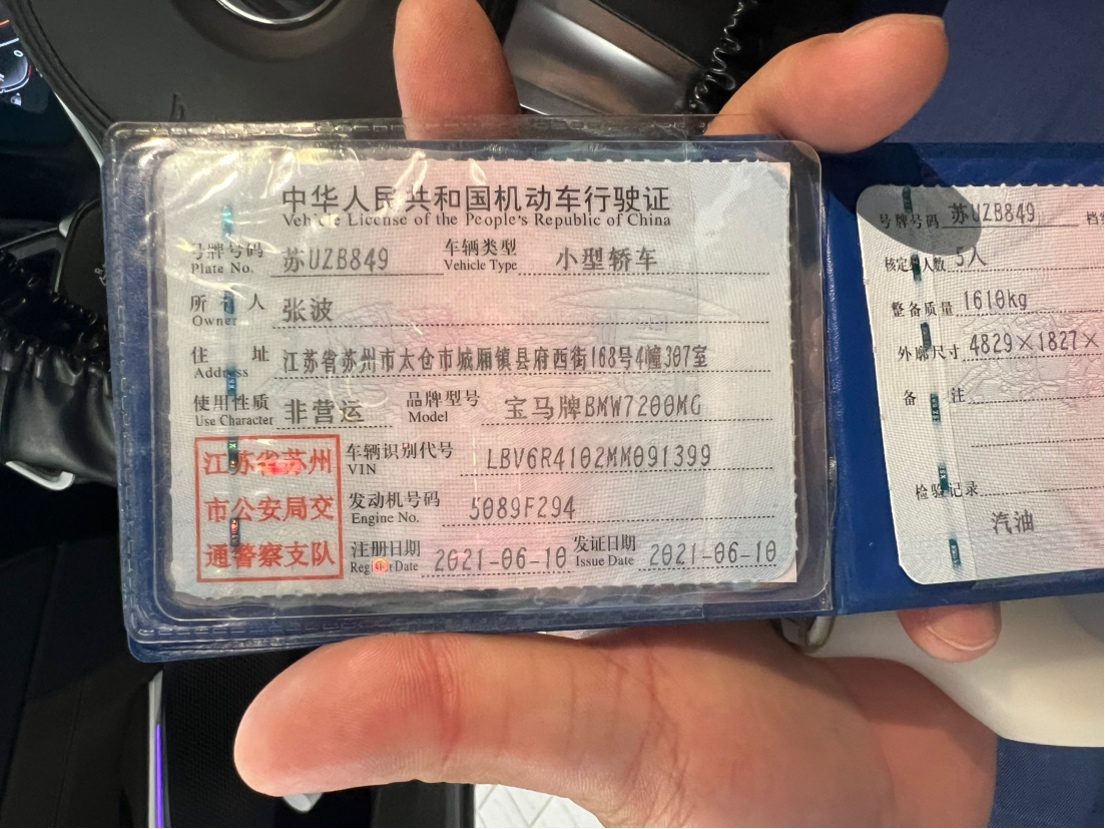 中华人民共和国机动车行驶证
Vehicle License of the People's Republic of China
号牌号码 苏UZB849 车辆类型 小型轿车
Plate No. Vehicle Type
所有人 张波
Owner
住址 江苏省苏州市太仓市城厢镇县府西街168号4幢307室
Address
使用性质 非营运 品牌型号 宝马牌BMW7200MG
Use Character Model
江苏省苏州
市公安局交
通警察支队
车辆识别代号 LBV6R4102MM091399
VIN
发动机号码 5089F294
Engine No.
注册日期 2021-06-10 发证日期 2021-06-10
Register Date Issue Date
号牌号码 苏UZB849
核定载人数 5人
整备质量 1610kg
外廓尺寸 4829×1827×
备注
检验记录
汽油